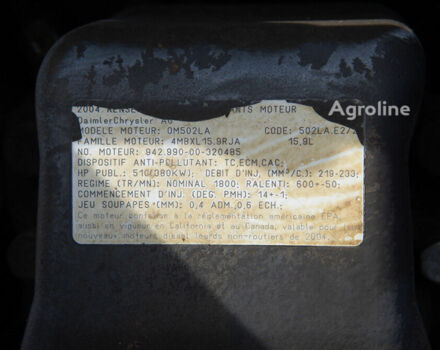 Agroline
2004 RENSE MOTEUR
DaimlerChrysler AG
MODELE MOTEUR: OM502LA CODE: 502LA.E2/
FAMILLE MOTEUR: 4MBXL15.9RJA 15,9L
NO. MOTEUR: 942.990-00-320485
DISPOSITIF ANTI-POLLUTANT: TC,ECM,CAC;
HP PUBL.: 510(380KW); DEBIT D'INJ, (MM³/C): 219-233;
REGIME (TR/MN): NOMINAL 1800; RALENTI: 600+-50;
COMMENCEMENT D'INJ. (DEG. PMH): 14+-1;
JEU SOUPAPES (MM): 0,4 ADM.,0,6 ECH.;
Ce moteur conforme à la réglementation américaine EPA,
aussi en vigueur en Californie et au Canada, valable pour
nouveaux moteurs diesel lourds non-routiers de 2004.